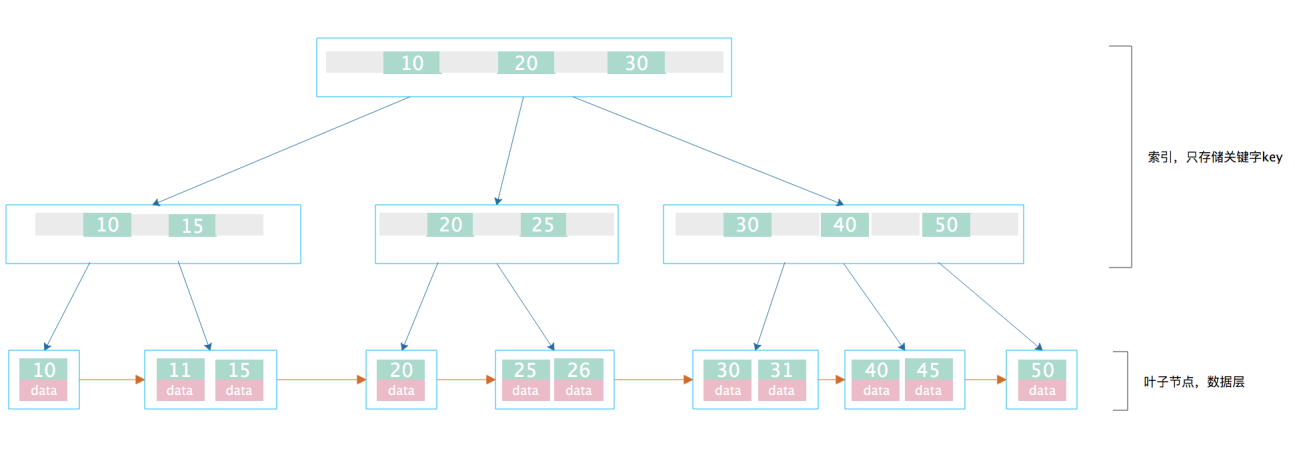 10 20 30
索引，只存储关键字key
10 15 20 25 30 40 50
10 11 15 20 25 26 30 31 40 45 50
data data data data data data data data data data data
叶子节点，数据层